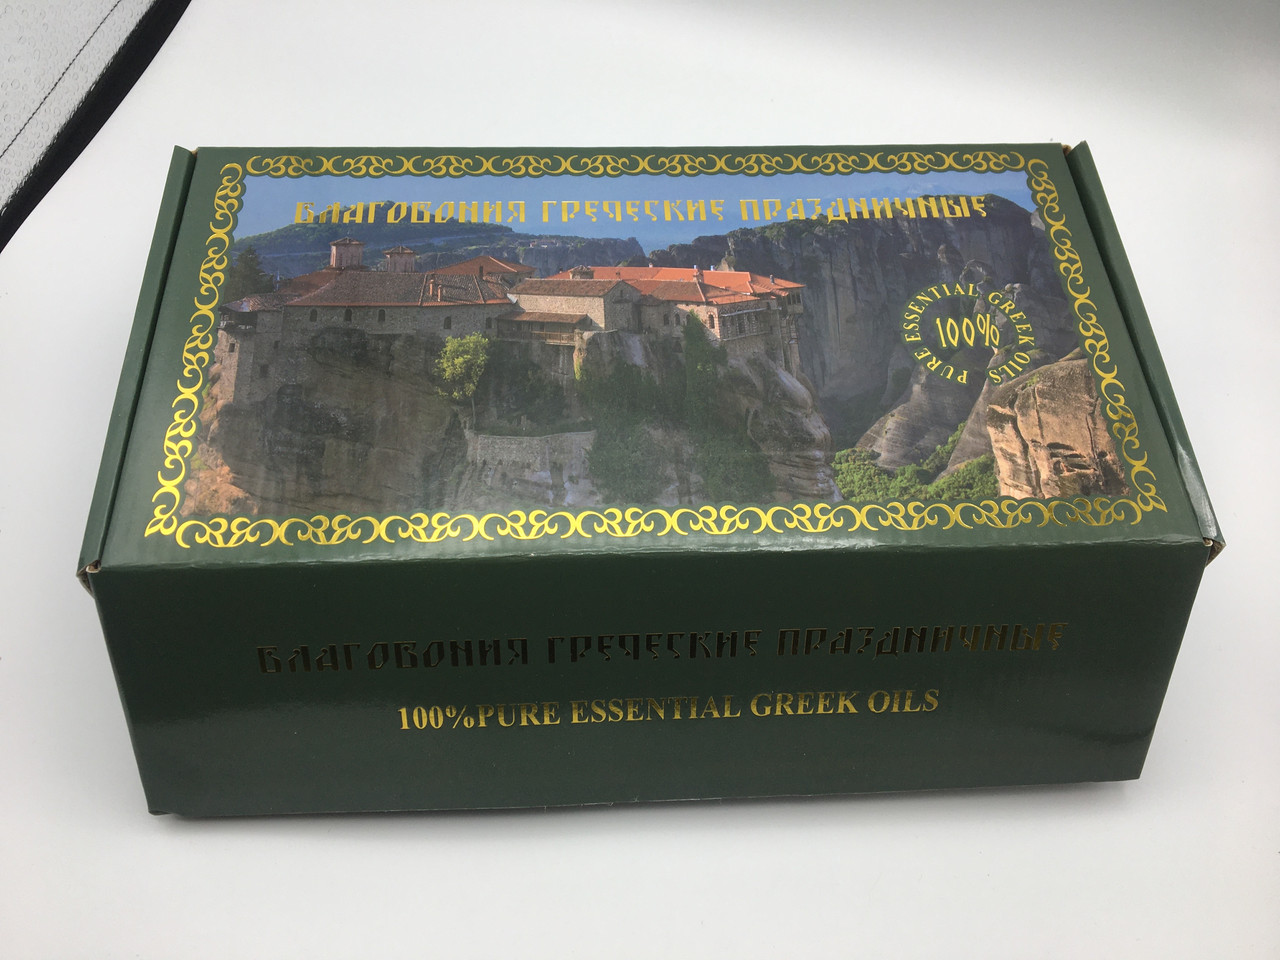 БЛАГОВОНИЯ ГРЕЧЕСКИЕ ПРАЗДНИЧНЫЕ
PURE ESSENTIAL GREEK OILS
100%
БЛАГОВОНИЯ ГРЕЧЕСКИЕ ПРАЗДНИЧНЫЕ
100%PURE ESSENTIAL GREEK OILS